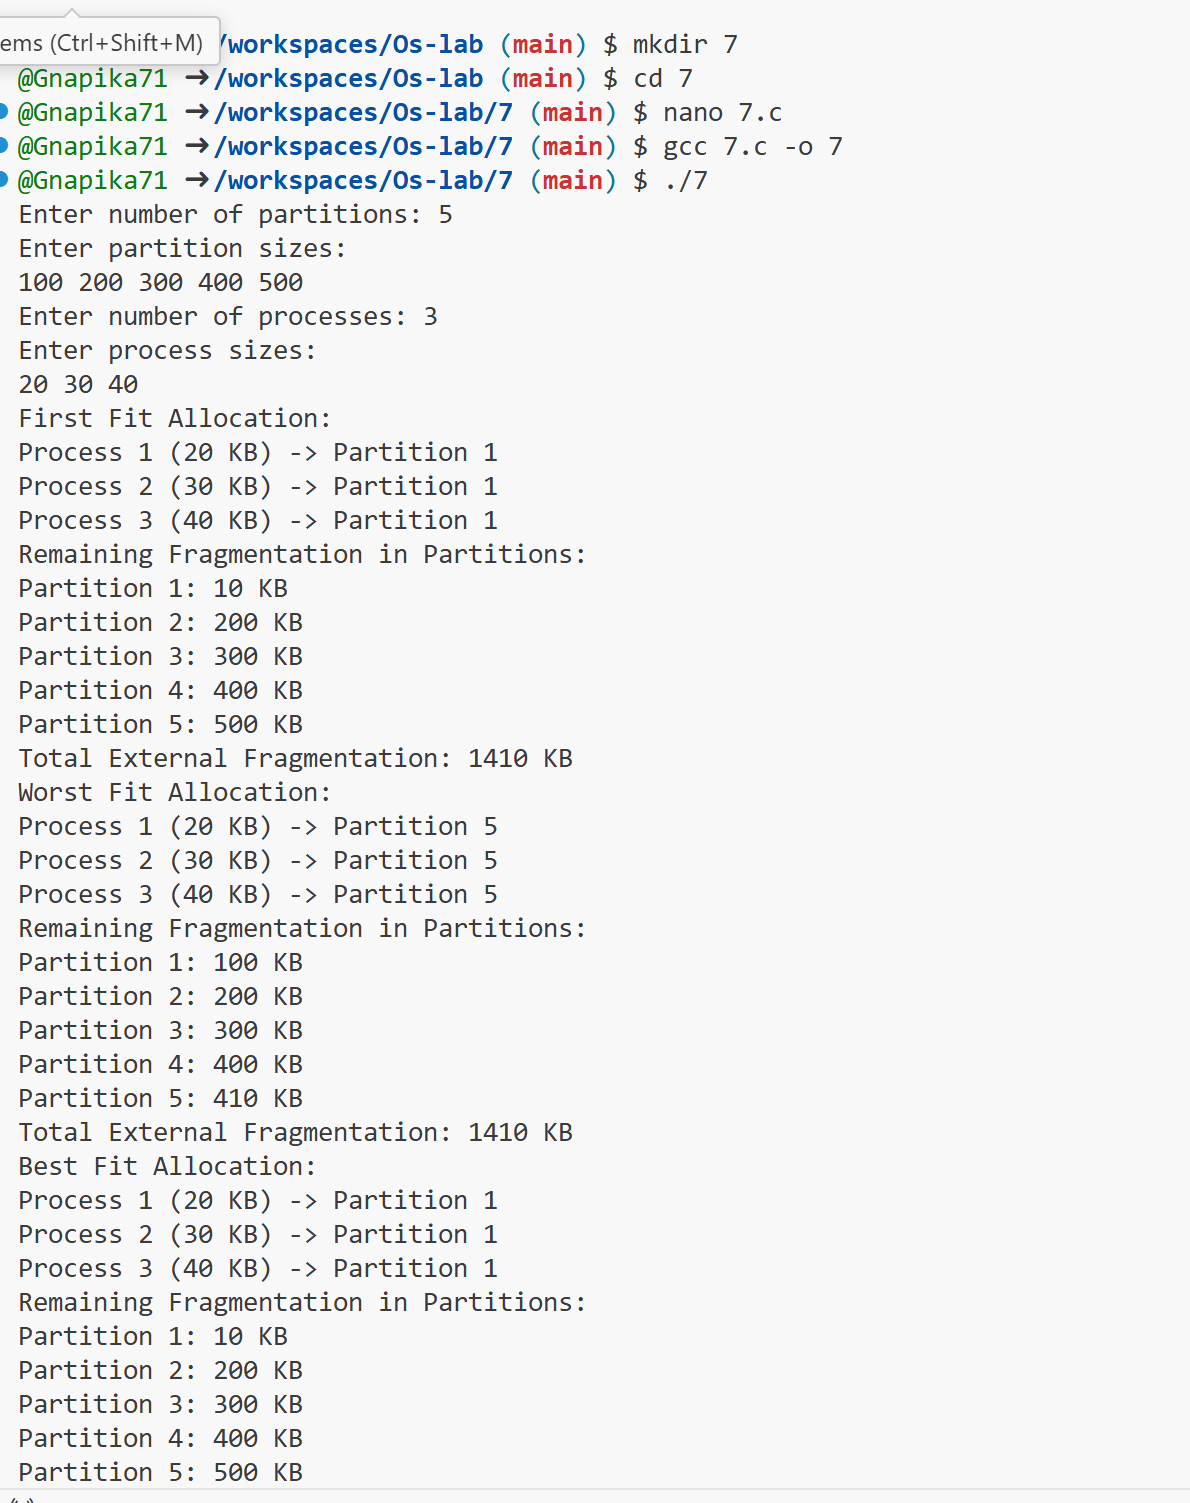 ems (Ctrl+Shift+M) /workspaces/Os-lab (main) $ mkdir 7
@Gnapika71 →/workspaces/Os-lab (main) $ cd 7
@Gnapika71 →/workspaces/Os-lab/7 (main) $ nano 7.c
@Gnapika71 →/workspaces/Os-lab/7 (main) $ gcc 7.c -o 7
@Gnapika71 →/workspaces/Os-lab/7 (main) $ ./7
Enter number of partitions: 5
Enter partition sizes:
100 200 300 400 500
Enter number of processes: 3
Enter process sizes:
20 30 40
First Fit Allocation:
Process 1 (20 KB) -> Partition 1
Process 2 (30 KB) -> Partition 1
Process 3 (40 KB) -> Partition 1
Remaining Fragmentation in Partitions:
Partition 1: 10 KB
Partition 2: 200 KB
Partition 3: 300 KB
Partition 4: 400 KB
Partition 5: 500 KB
Total External Fragmentation: 1410 KB
Worst Fit Allocation:
Process 1 (20 KB) -> Partition 5
Process 2 (30 KB) -> Partition 5
Process 3 (40 KB) -> Partition 5
Remaining Fragmentation in Partitions:
Partition 1: 100 KB
Partition 2: 200 KB
Partition 3: 300 KB
Partition 4: 400 KB
Partition 5: 410 KB
Total External Fragmentation: 1410 KB
Best Fit Allocation:
Process 1 (20 KB) -> Partition 1
Process 2 (30 KB) -> Partition 1
Process 3 (40 KB) -> Partition 1
Remaining Fragmentation in Partitions:
Partition 1: 10 KB
Partition 2: 200 KB
Partition 3: 300 KB
Partition 4: 400 KB
Partition 5: 500 KB